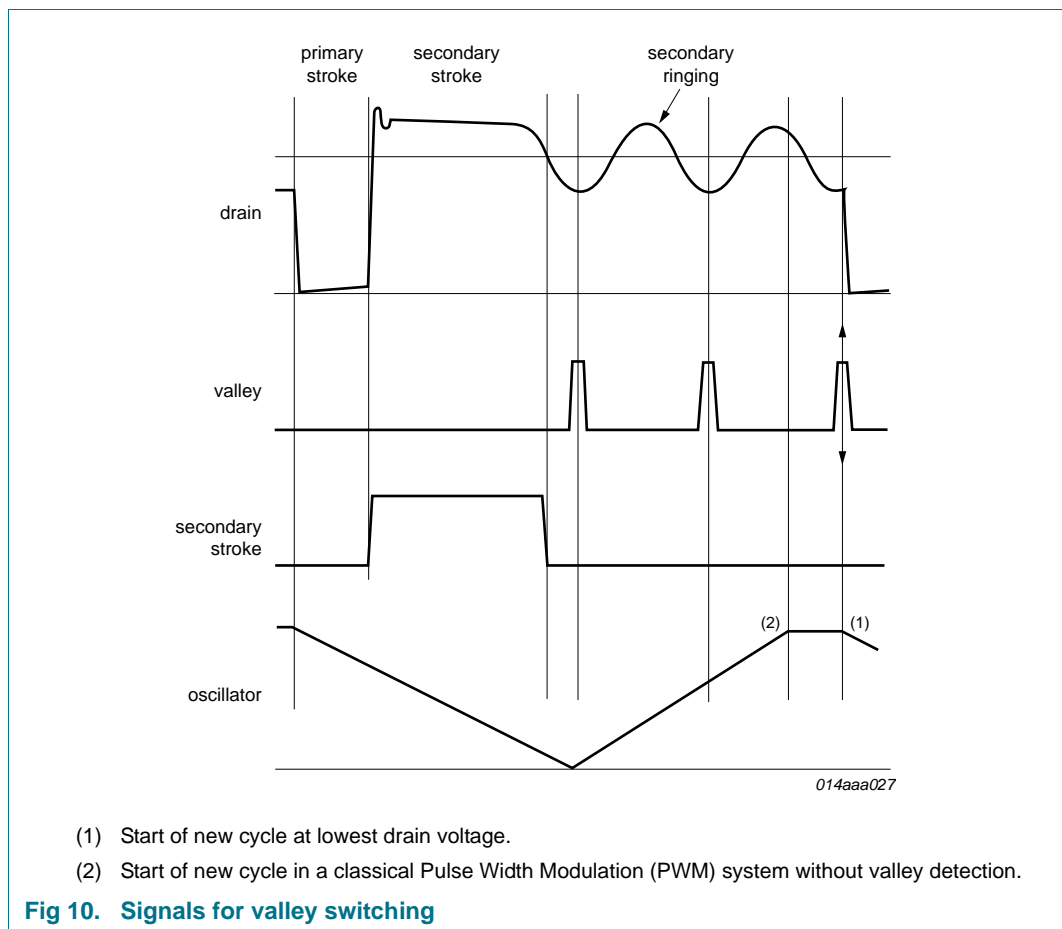 primary
stroke
secondary
stroke
secondary
ringing
drain
valley
secondary
stroke
(2)
(1)
oscillator
014aaa027
(1) Start of new cycle at lowest drain voltage.
(2) Start of new cycle in a classical Pulse Width Modulation (PWM) system without valley detection.
Fig 10. Signals for valley switching